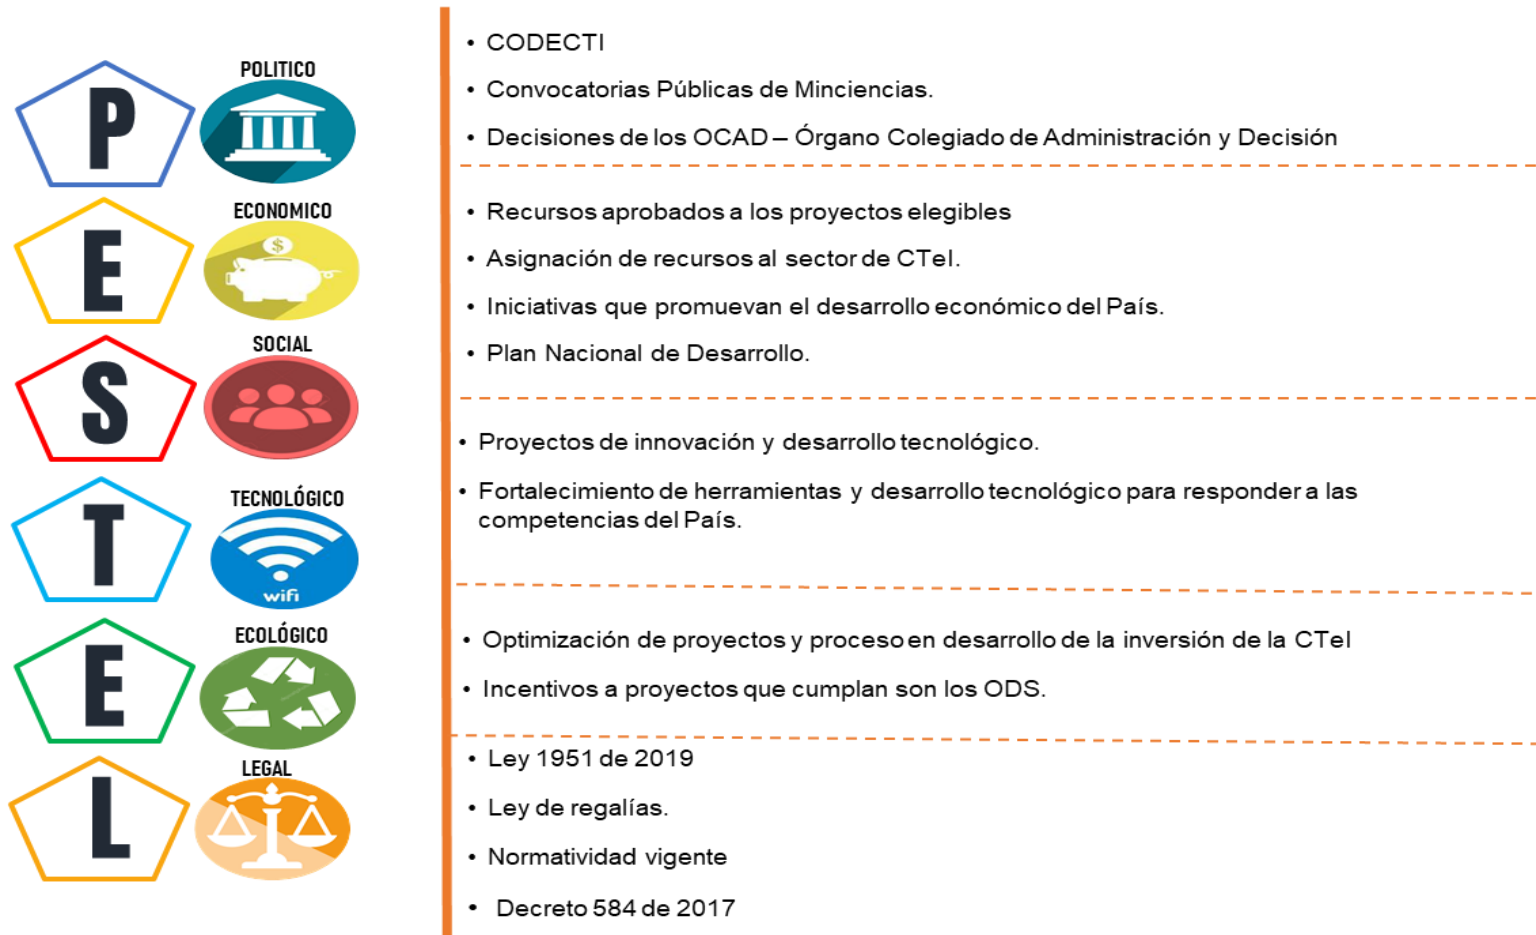 P
POLITICO
• CODECTI
• Convocatorias Públicas de Minciencias.
• Decisiones de los OCAD – Órgano Colegiado de Administración y Decisión
E
ECONOMICO
$
• Recursos aprobados a los proyectos elegibles
• Asignación de recursos al sector de CTeI.
• Iniciativas que promuevan el desarrollo económico del País.
• Plan Nacional de Desarrollo.
S
SOCIAL
• Proyectos de innovación y desarrollo tecnológico.
• Fortalecimiento de herramientas y desarrollo tecnológico para responder a las
competencias del País.
T
TECNOLÓGICO
wifi
E
ECOLÓGICO
• Optimización de proyectos y proceso en desarrollo de la inversión de la CTeI
• Incentivos a proyectos que cumplan son los ODS.
L
LEGAL
• Ley 1951 de 2019
• Ley de regalías.
• Normatividad vigente
• Decreto 584 de 2017